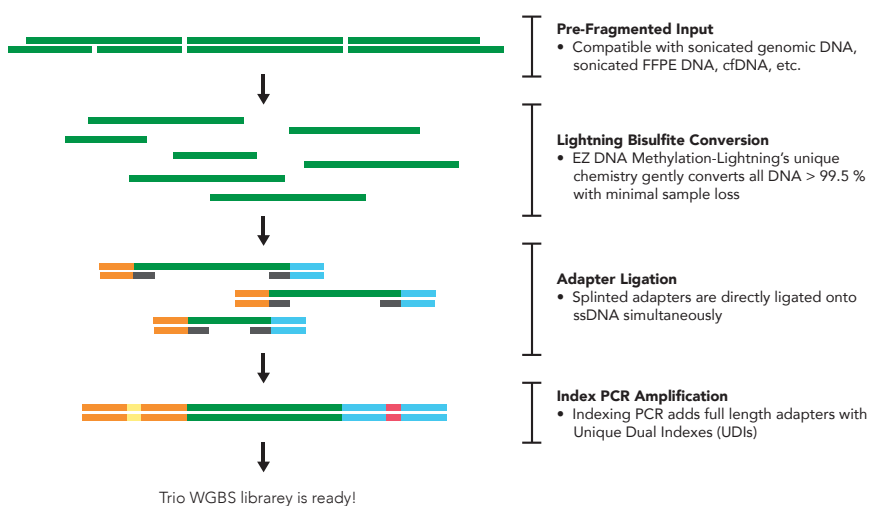 Pre-Fragmented Input
• Compatible with sonicated genomic DNA,
sonicated FFPE DNA, cfDNA, etc.
Lightning Bisulfite Conversion
• EZ DNA Methylation-Lightning's unique
chemistry gently converts all DNA > 99.5 %
with minimal sample loss
Adapter Ligation
• Splinted adapters are directly ligated onto
ssDNA simultaneously
Index PCR Amplification
• Indexing PCR adds full length adapters with
Unique Dual Indexes (UDIs)
Trio WGBS librarey is ready!